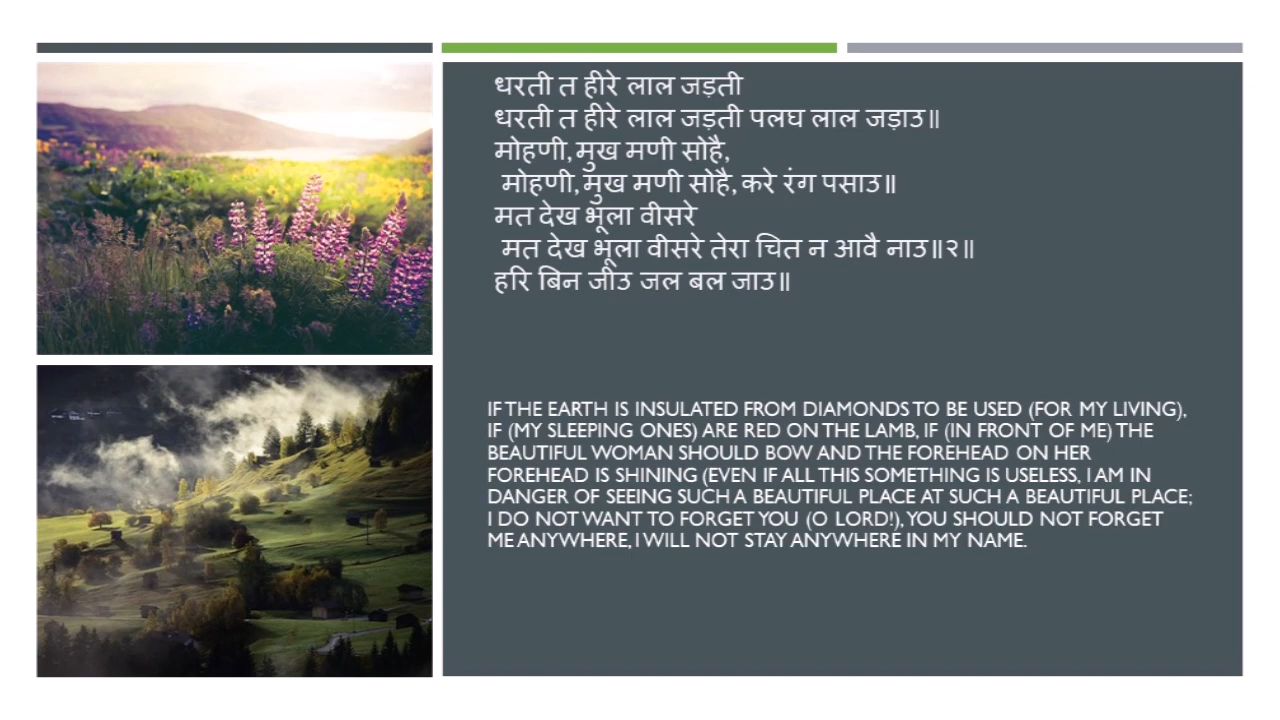 धरती त हीरे लाल जड़ती
धरती त हीरे लाल जड़ती पलघ लाल जड़ाउ॥
मोहणी, मुख मणी सोहै,
मोहणी, मुख मणी सोहै, करे रंग पसाउ॥
मत देख भूला वीसरे
मत देख भूला वीसरे तेरा चित न आवै नाउ॥२॥
हरि बिन जीउ जल बल जाउ॥
IF THE EARTH IS INSULATED FROM DIAMONDS TO BE USED (FOR MY LIVING),
IF (MY SLEEPING ONES) ARE RED ON THE LAMB, IF (IN FRONT OF ME) THE
BEAUTIFUL WOMAN SHOULD BOW AND THE FOREHEAD ON HER
FOREHEAD IS SHINING (EVEN IF ALL THIS SOMETHING IS USELESS, I AM IN
DANGER OF SEEING SUCH A BEAUTIFUL PLACE AT SUCH A BEAUTIFUL PLACE;
I DO NOT WANT TO FORGET YOU (O LORD!), YOU SHOULD NOT FORGET
ME ANYWHERE, I WILL NOT STAY ANYWHERE IN MY NAME.